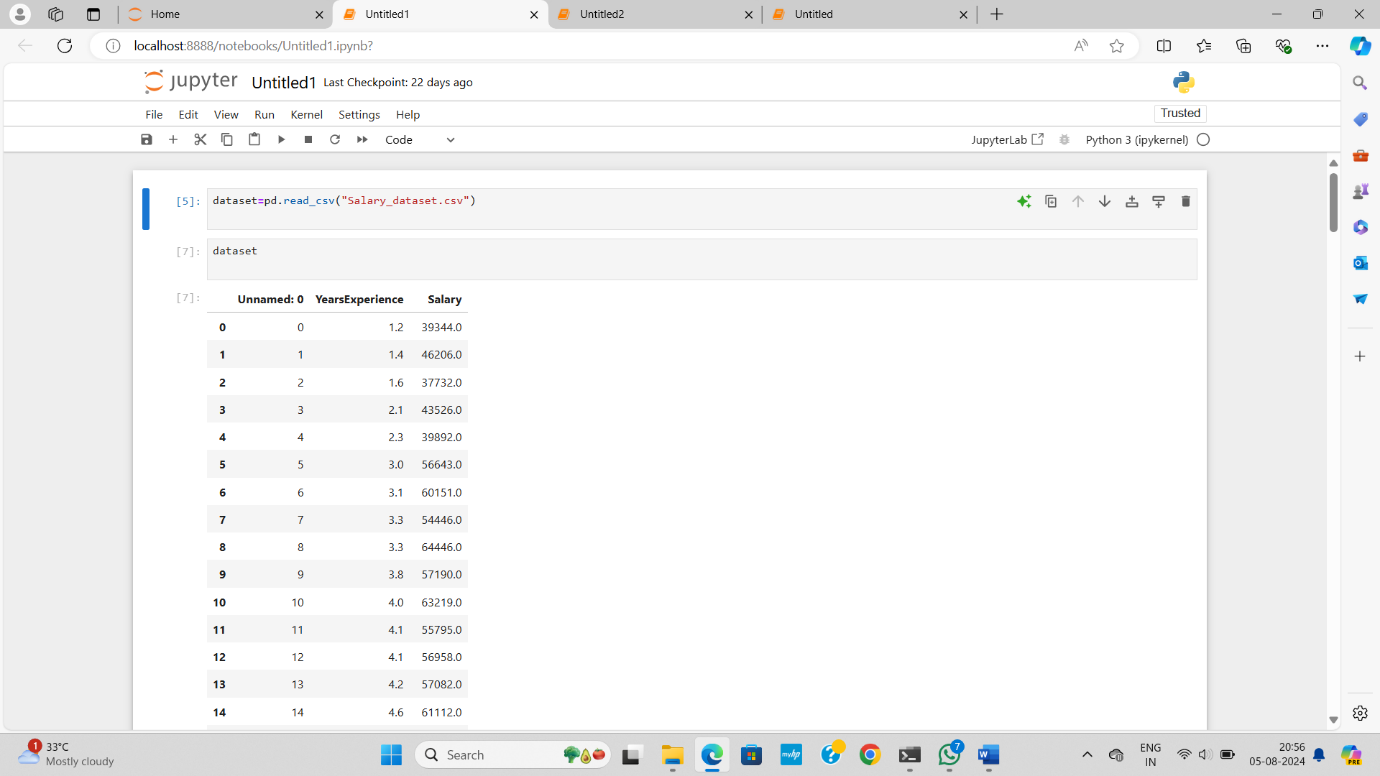 Home
Untitled1
Untitled2
Untitled
localhost:8888/notebooks/Untitled1.ipynb?
jupyter Untitled1 Last Checkpoint: 22 days ago
File Edit View Run Kernel Settings Help
Trusted
Code
JupyterLab
Python 3 (ipykernel)
[5]: dataset=pd.read_csv("Salary_dataset.csv")
[7]: dataset
[7]: Unnamed: 0 YearsExperience Salary
0 0 1.2 39344.0
1 1 1.4 46206.0
2 2 1.6 37732.0
3 3 2.1 43526.0
4 4 2.3 39892.0
5 5 3.0 56643.0
6 6 3.1 60151.0
7 7 3.3 54446.0
8 8 3.3 64446.0
9 9 3.8 57190.0
10 10 4.0 63219.0
11 11 4.1 55795.0
12 12 4.1 56958.0
13 13 4.2 57082.0
14 14 4.6 61112.0
1
33°C
Mostly cloudy
Search
myhp
7
ENG
IN
20:56
05-08-2024
PRE